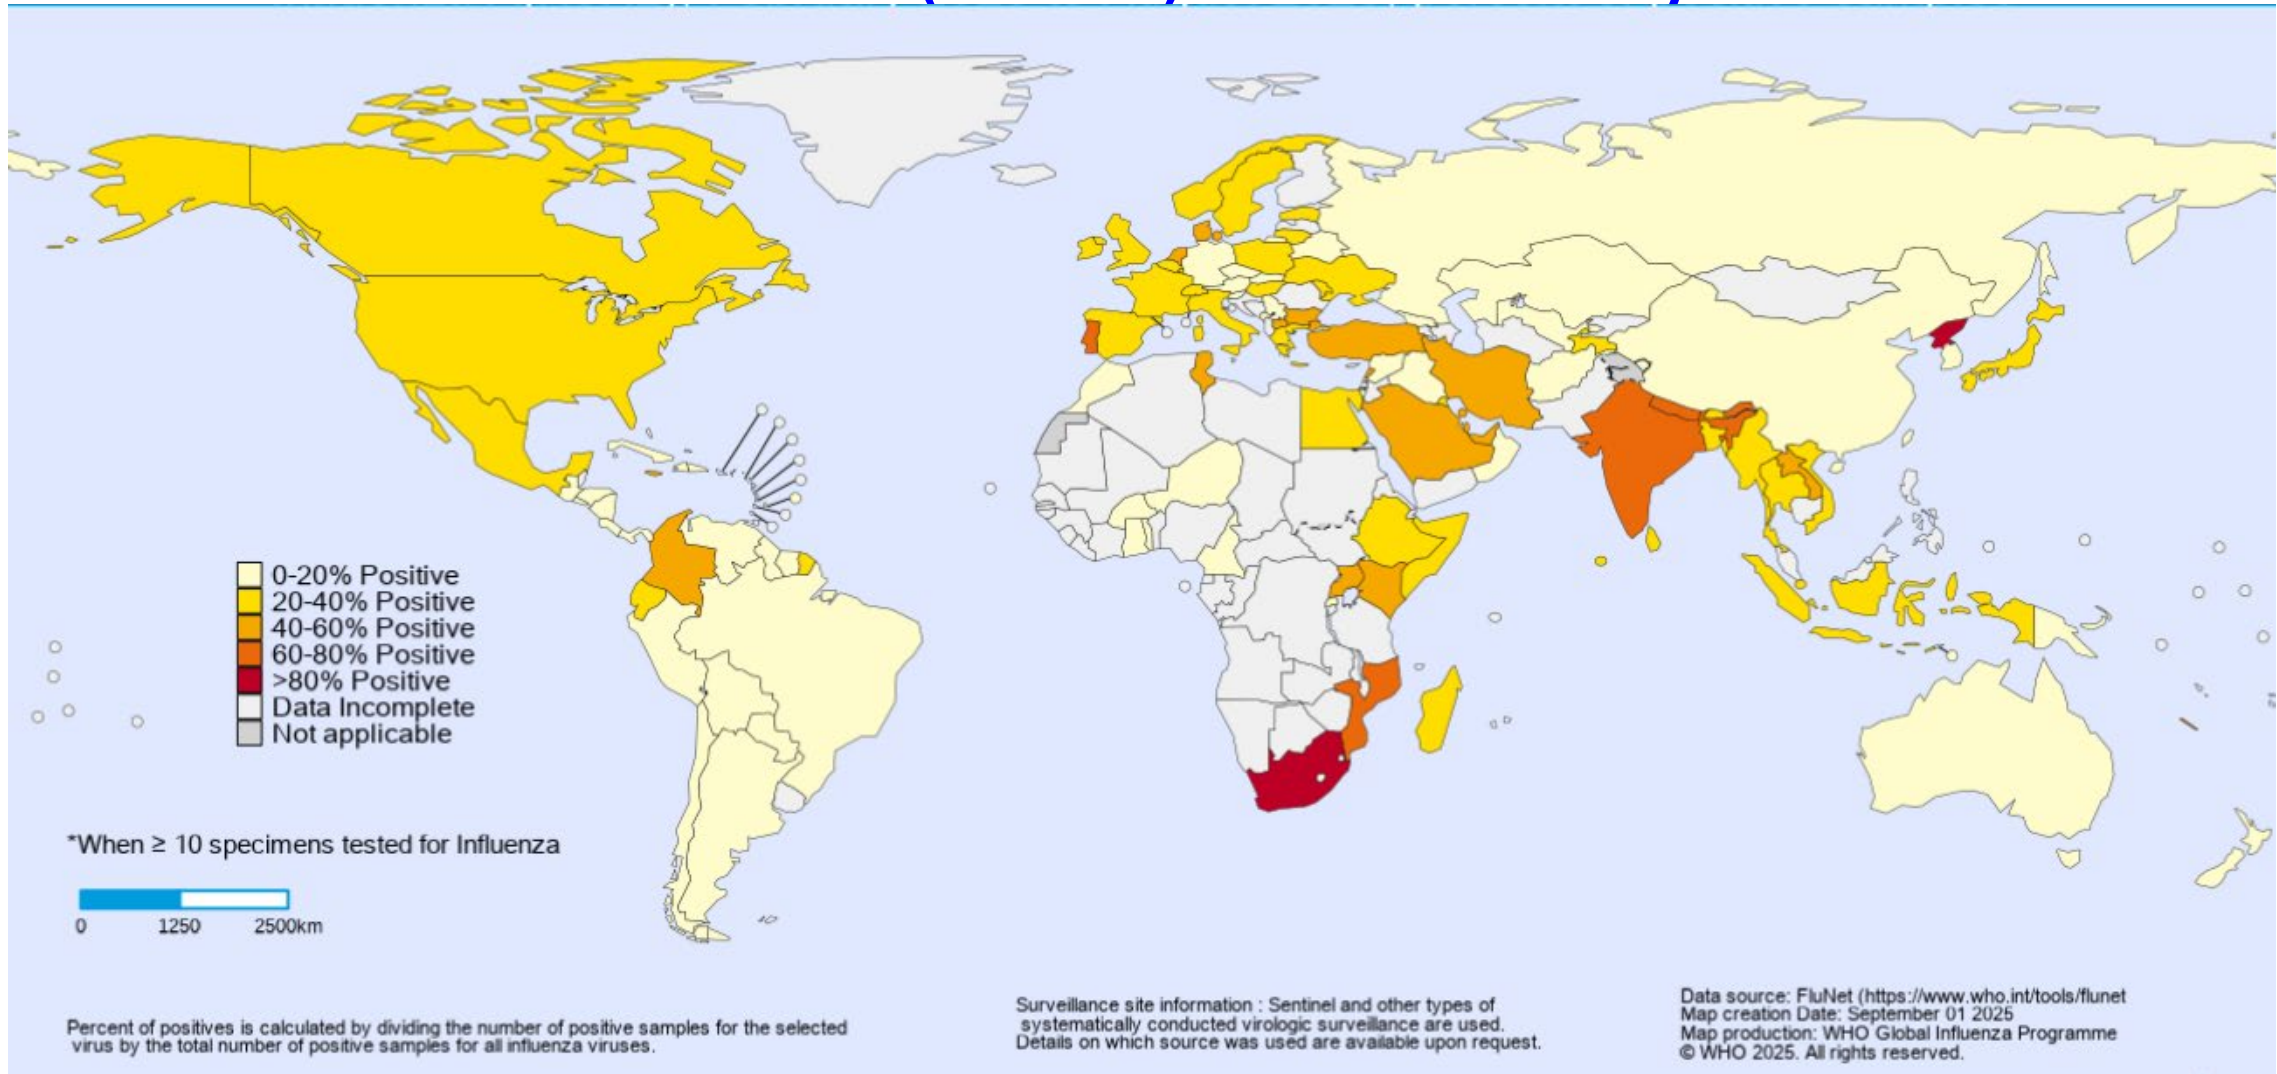 0-20% Positive
20-40% Positive
40-60% Positive
60-80% Positive
>80% Positive
Data Incomplete
Not applicable
*When ≥ 10 specimens tested for Influenza
0 1250 2500km
Percent of positives is calculated by dividing the number of positive samples for the selected
virus by the total number of positive samples for all influenza viruses.
Surveillance site information : Sentinel and other types of
systematically conducted virologic surveillance are used.
Details on which source was used are available upon request.
Data source: FluNet (https://www.who.int/tools/flunet
Map creation Date: September 01 2025
Map production: WHO Global Influenza Programme
© WHO 2025. All rights reserved.